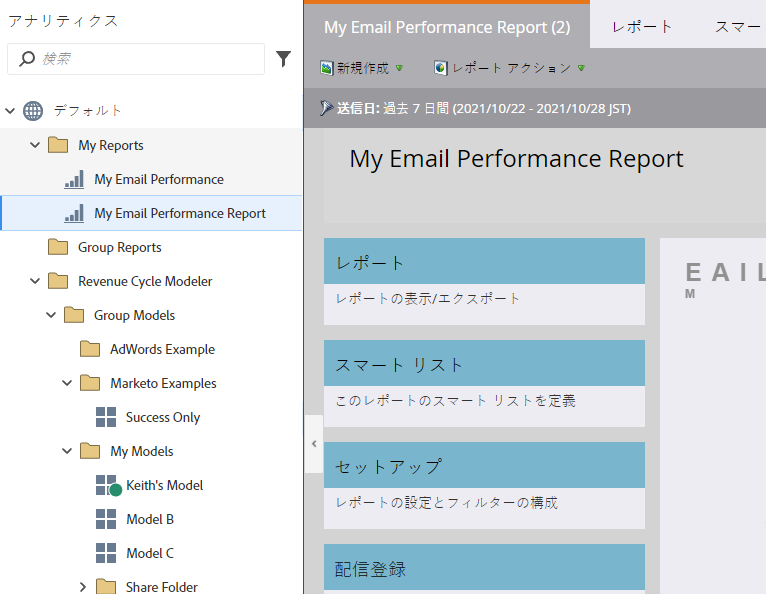 アナリティクス
検索
デフォルト
My Reports
My Email Performance
My Email Performance Report
Group Reports
Revenue Cycle Modeler
Group Models
AdWords Example
Marketo Examples
Success Only
My Models
Keith's Model
Model B
Model C
Share Folder
My Email Performance Report (2)
レポート
スマー
新規作成
レポート アクション
送信日: 過去 7 日間 (2021/10/22 - 2021/10/28 JST)
My Email Performance Report
レポート
レポートの表示/エクスポート
スマート リスト
このレポートのスマート リストを定義
セットアップ
レポートの設定とフィルターの構成
配信登録
EAIL
M